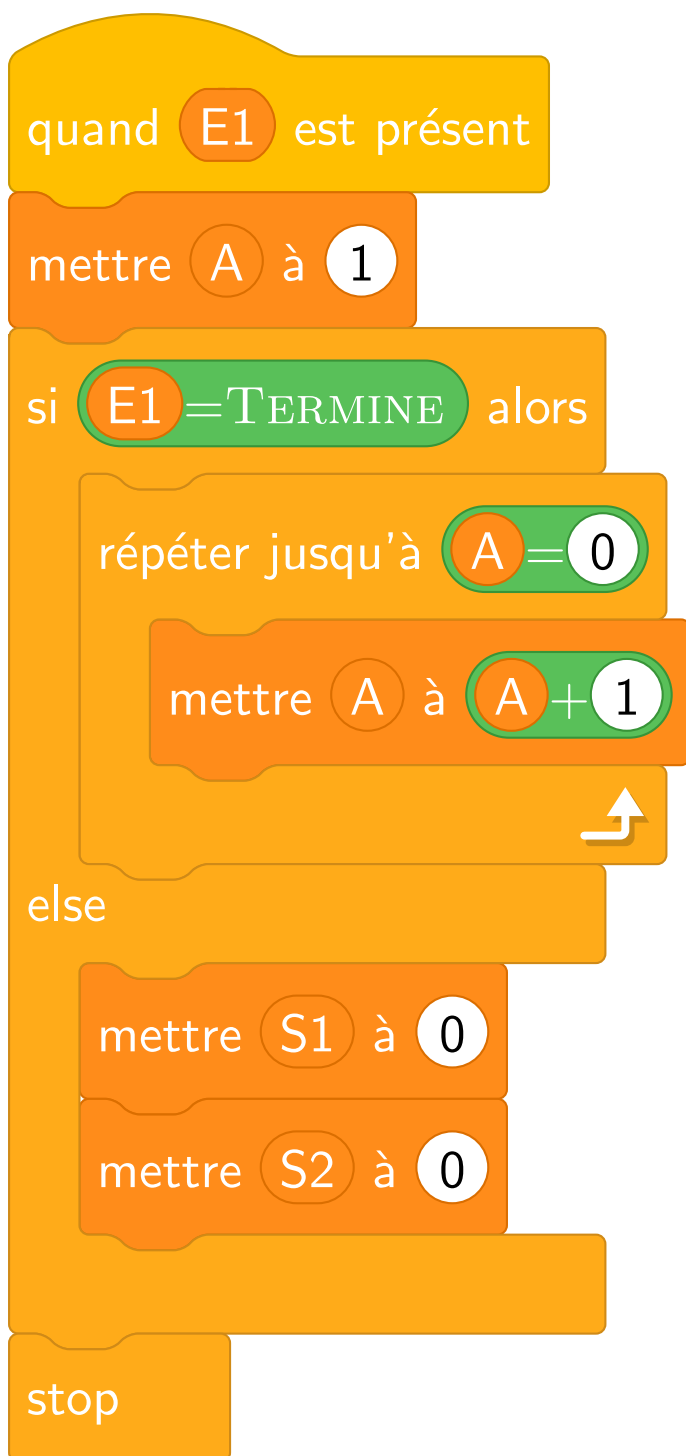 quand E1 est présent
mettre A à 1
si E1=TERMINE alors
répéter jusqu'à A=0
mettre A à A+1
else
mettre S1 à 0
mettre S2 à 0
stop